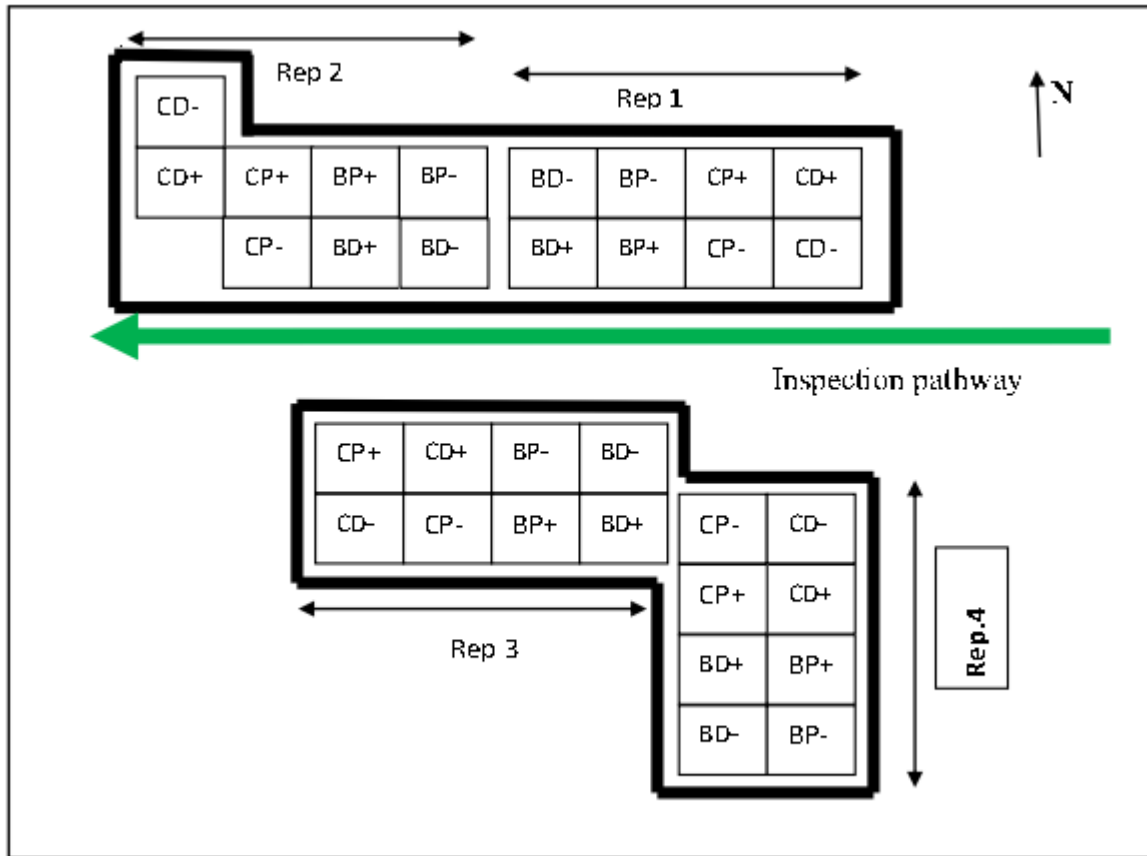 Rep 2
Rep 1
N
CD-
CD+ CP+ BP+ BP- BD- BP- CP+ CD+
CP- BD+ BD- BD+ BP+ CP- CD-
Inspection pathway
CP+ CD+ BP- BD-
CD- CP- BP+ BD+ CP- CD-
CP+ CD+
Rep 3
Rep.4
BD+ BP+
BD- BP-